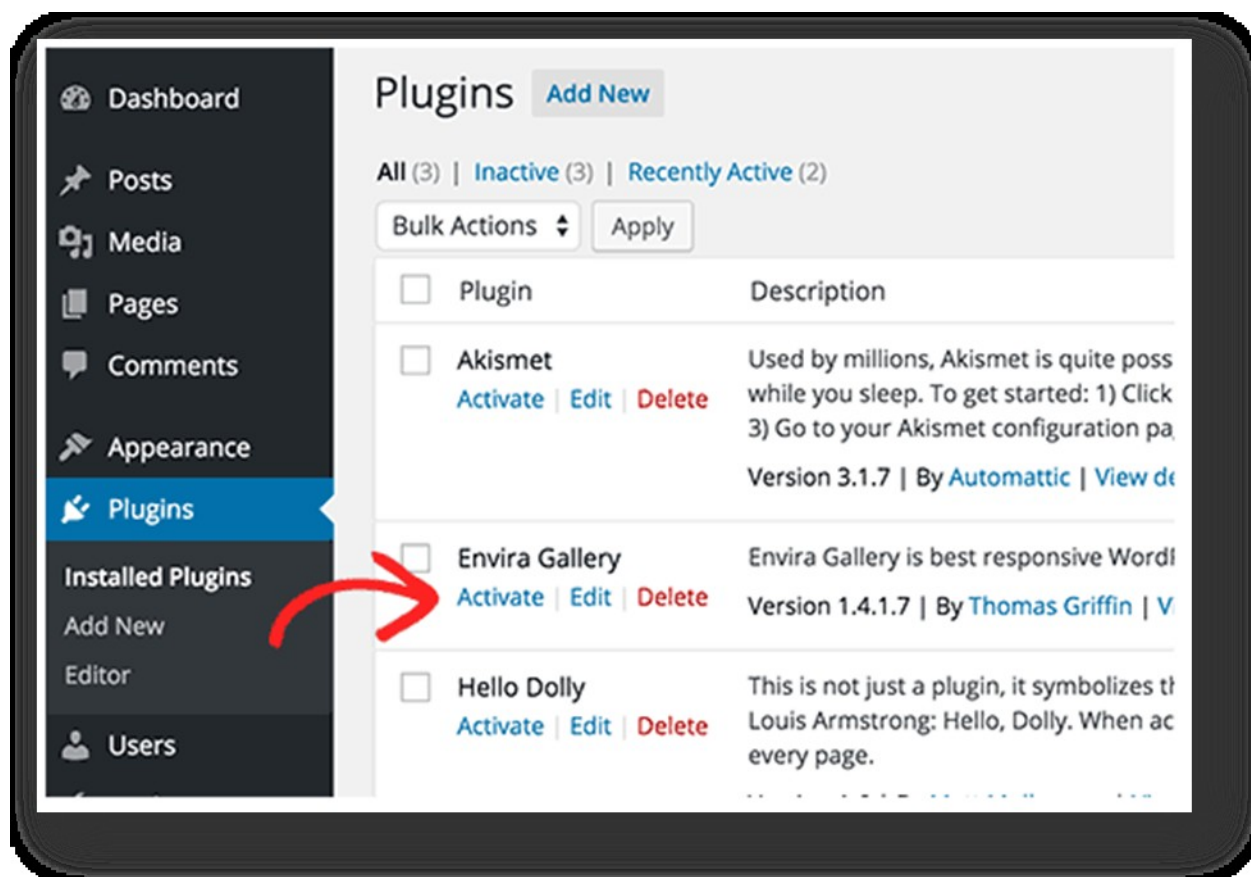 Dashboard
Posts
Media
Pages
Comments
Appearance
Plugins
Installed Plugins
Add New
Editor
Users
Plugins Add New
All (3) | Inactive (3) | Recently Active (2)
Bulk Actions Apply
Plugin Description
Akismet
Activate | Edit | Delete
Used by millions, Akismet is quite poss
while you sleep. To get started: 1) Click
3) Go to your Akismet configuration pa
Version 3.1.7 | By Automattic | View de
Envira Gallery
Activate | Edit | Delete
Envira Gallery is best responsive Word
Version 1.4.1.7 | By Thomas Griffin | V
Hello Dolly
Activate | Edit | Delete
This is not just a plugin, it symbolizes th
Louis Armstrong: Hello, Dolly. When ac
every page.